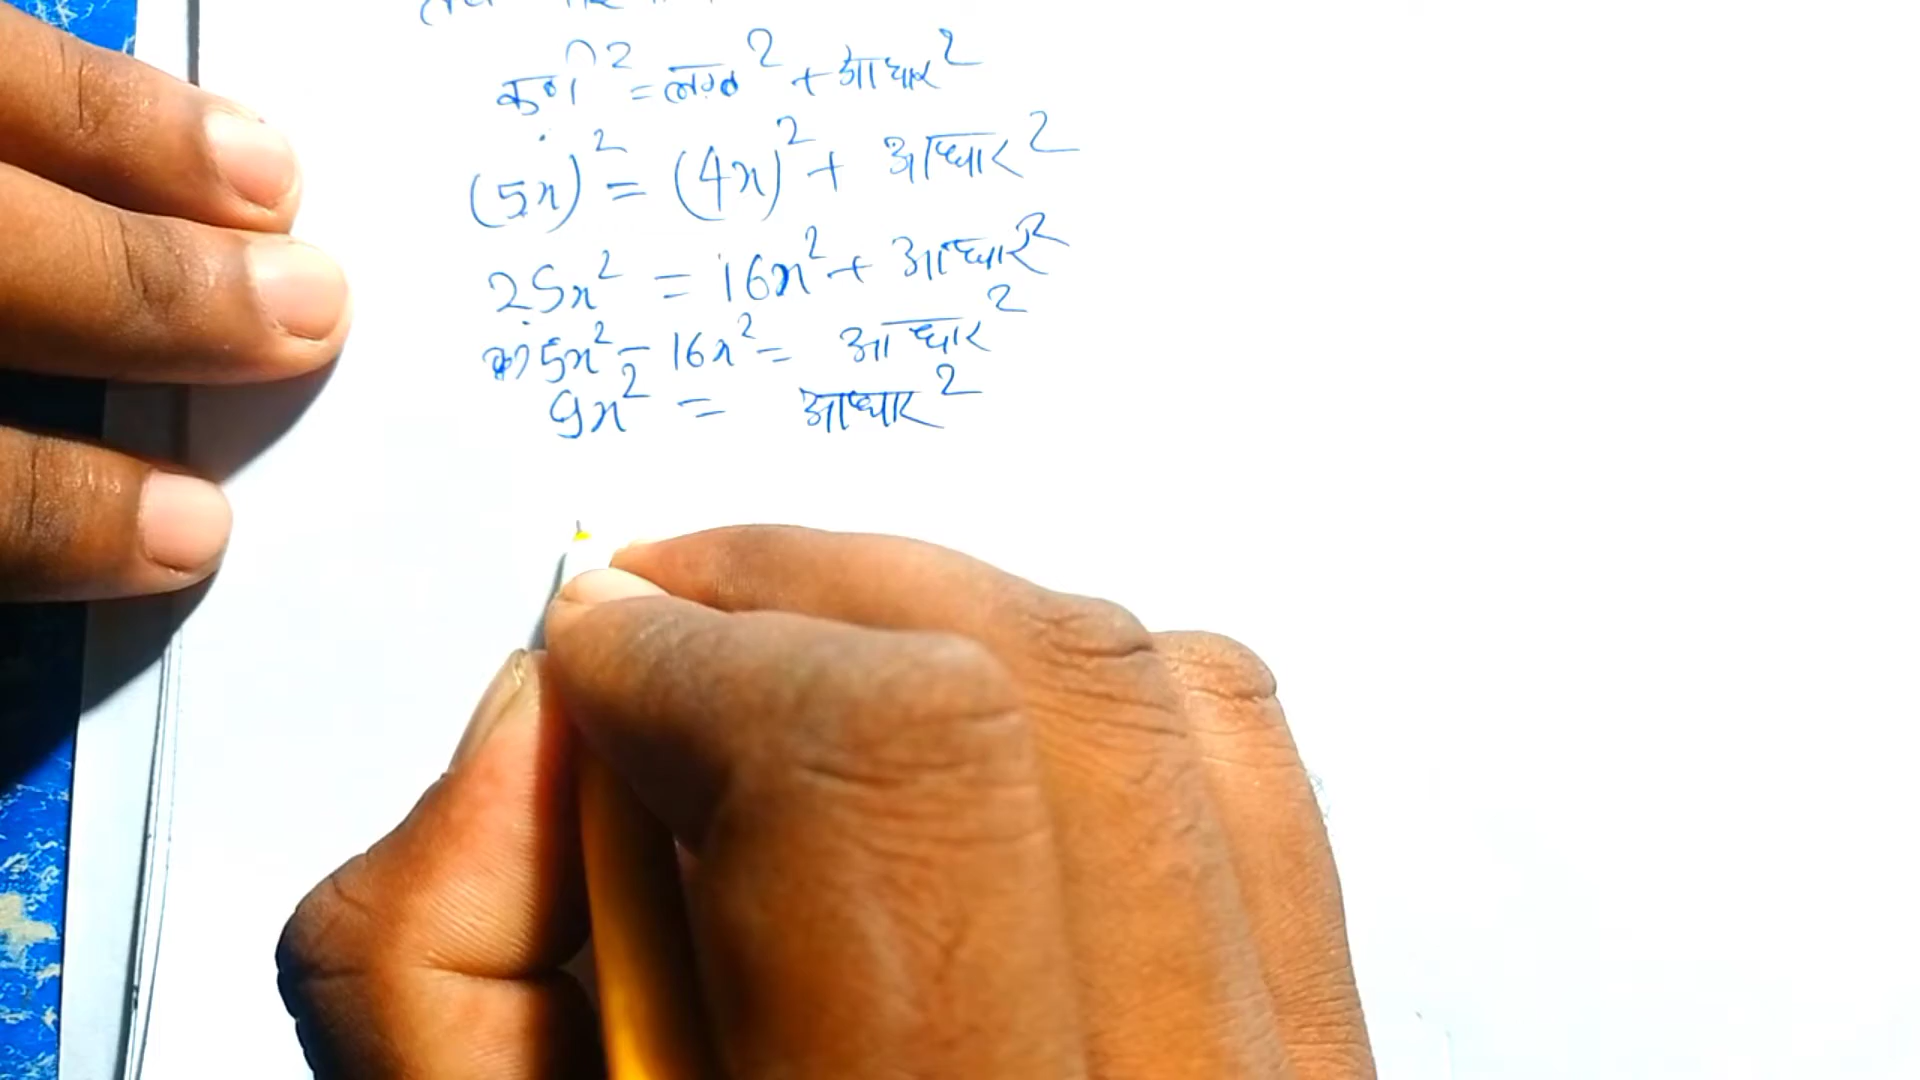 कर्ण² = लम्ब² + आधार²
(5x)² = (4x)² + आधार²
25x² = 16x² + आधार²
25x² - 16x² = आधार²
9x² = आधार²